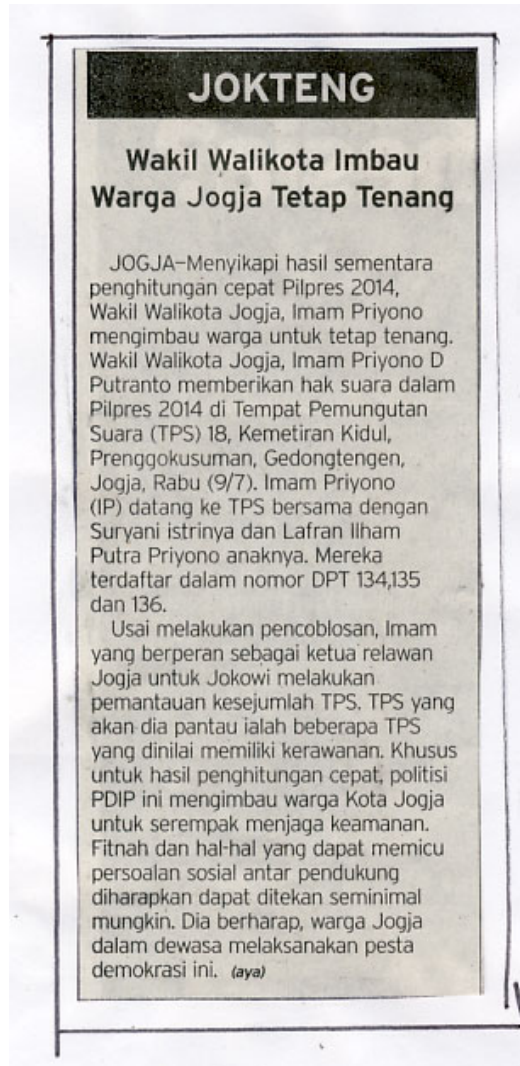 JOKTENG
Wakil Walikota Imbau
Warga Jogja Tetap Tenang
JOGJA–Menyikapi hasil sementara
penghitungan cepat Pilpres 2014,
Wakil Walikota Jogja, Imam Priyono
mengimbau warga untuk tetap tenang.
Wakil Walikota Jogja, Imam Priyono D
Putranto memberikan hak suara dalam
Pilpres 2014 di Tempat Pemungutan
Suara (TPS) 18, Kemetiran Kidul,
Prenggokusuman, Gedongtengen,
Jogja, Rabu (9/7). Imam Priyono
(IP) datang ke TPS bersama dengan
Suryani istrinya dan Lafran Ilham
Putra Priyono anaknya. Mereka
terdaftar dalam nomor DPT 134,135
dan 136.
Usai melakukan pencoblosan, Imam
yang berperan sebagai ketua relawan
Jogja untuk Jokowi melakukan
pemantauan kesejumlah TPS. TPS yang
akan dia pantau ialah beberapa TPS
yang dinilai memiliki kerawanan. Khusus
untuk hasil penghitungan cepat, politisi
PDIP ini mengimbau warga Kota Jogja
untuk serempak menjaga keamanan.
Fitnah dan hal-hal yang dapat memicu
persoalan sosial antar pendukung
diharapkan dapat ditekan seminimal
mungkin. Dia berharap, warga Jogja
dalam dewasa melaksanakan pesta
demokrasi ini. (aya)